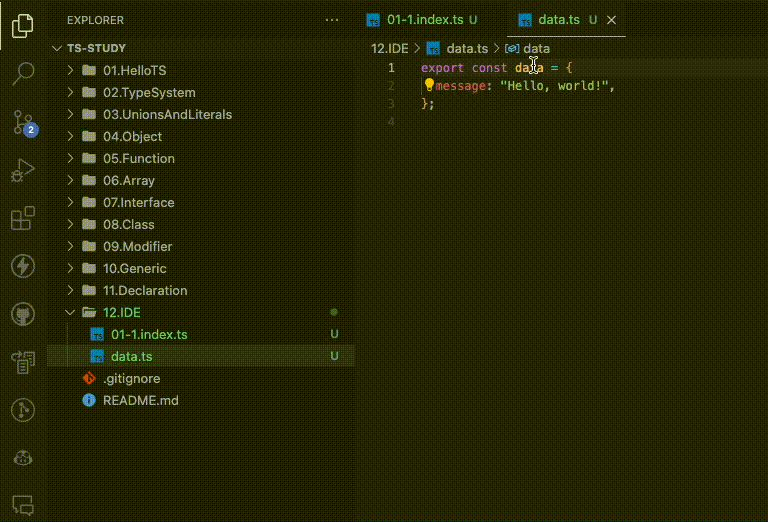 EXPLORER ···
TS-STUDY
01.HelloTS
02.TypeSystem
03.UnionsAndLiterals
04.Object
05.Function
06.Array
07.Interface
08.Class
09.Modifier
10.Generic
11.Declaration
12.IDE
TS 01-1.index.ts U
TS data.ts U
.gitignore
README.md
2
TS 01-1.index.ts U
TS data.ts U
12.IDE > TS data.ts > data
1 export const data = {
2 message: "Hello, world!",
3 };
4